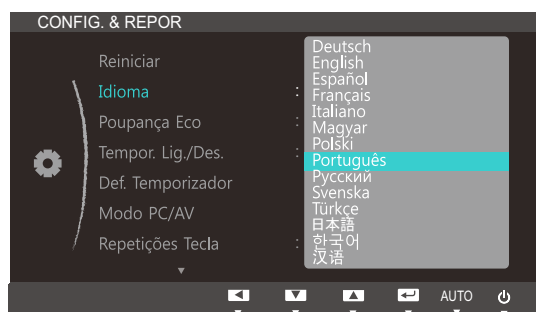 CONFIG. & REPOR
Reiniciar
Idioma :
Poupança Eco :
Tempor. Lig./Des. :
Def. Temporizador
Modo PC/AV
Repetições Tecla :
Deutsch
English
Español
Français
Italiano
Magyar
Polski
Português
Русский
Svenska
Türkçe
日本語
한국어
汉语
AUTO